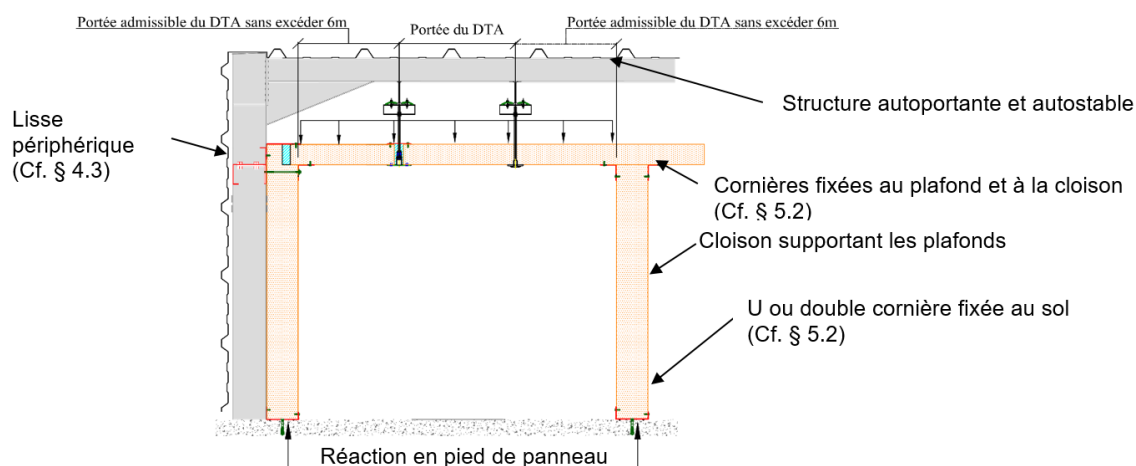 Portée admissible du DTA sans excéder 6m
Portée du DTA
Portée admissible du DTA sans excéder 6m
Structure autoportante et autostable
Lisse
périphérique
(Cf. § 4.3)
Cornières fixées au plafond et à la cloison
(Cf. § 5.2)
Cloison supportant les plafonds
U ou double cornière fixée au sol
(Cf. § 5.2)
Réaction en pied de panneau